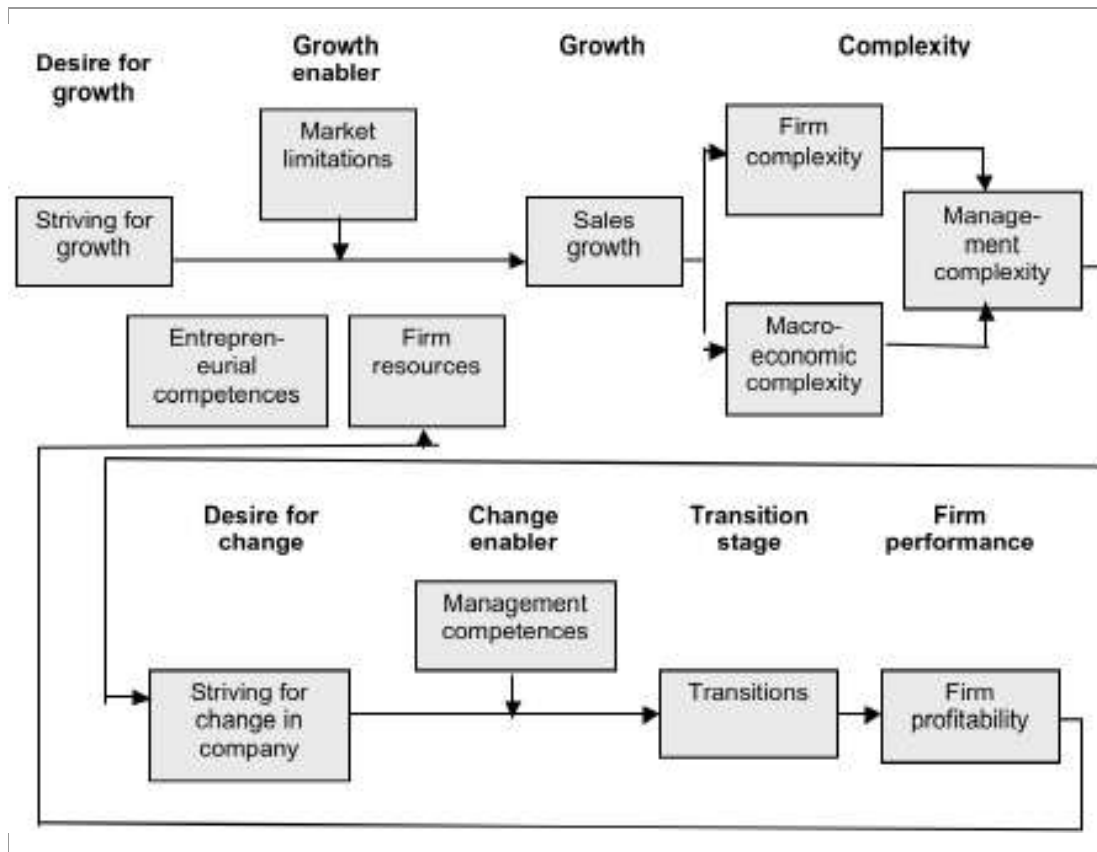 Desire for
growth
Growth
enabler
Growth
Complexity
Market
limitations
Firm
complexity
Striving for
growth
Sales
growth
Manage-
ment
complexity
Entrepren-
eurial
competences
Firm
resources
Macro-
economic
complexity
Desire for
change
Change
enabler
Transition
stage
Firm
performance
Management
competences
Striving for
change in
company
Transitions
Firm
profitability